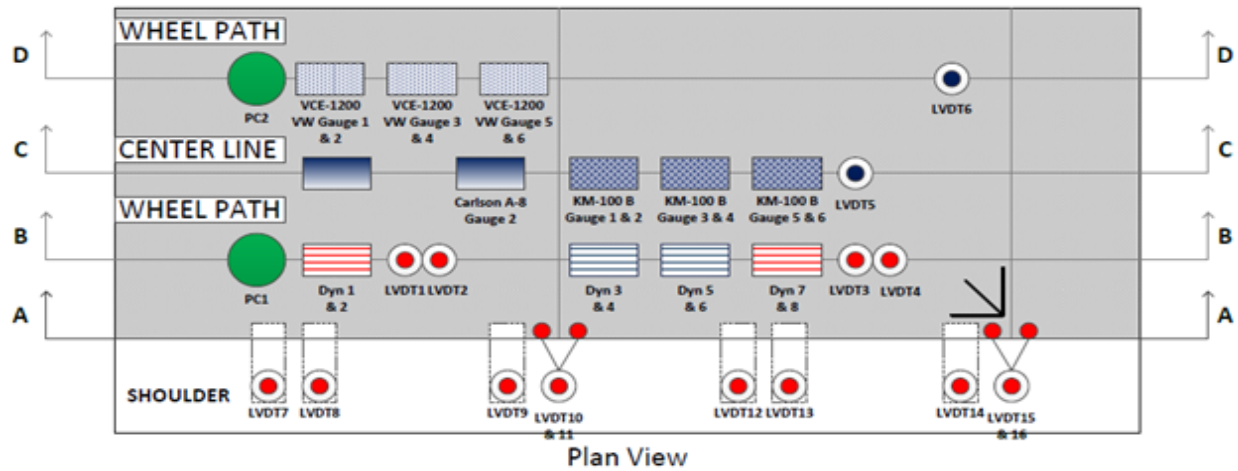 WHEEL PATH
D
D
VCE-1200
VW Gauge 1
& 2
VCE-1200
VW Gauge 3
& 4
VCE-1200
VW Gauge 5
& 6
PC2
LVDT6
C
CENTER LINE
C
Carlson A-8
Gauge 2
KM-100 B
Gauge 1 & 2
KM-100 B
Gauge 3 & 4
KM-100 B
Gauge 5 & 6
LVDT5
WHEEL PATH
B
B
PC1
Dyn 1
& 2
LVDT1
LVDT2
Dyn 3
& 4
Dyn 5
& 6
Dyn 7
& 8
LVDT3
LVDT4
A
A
SHOULDER
LVDT7
LVDT8
LVDT9
LVDT10
& 11
LVDT12
LVDT13
LVDT14
LVDT15
& 16
Plan View